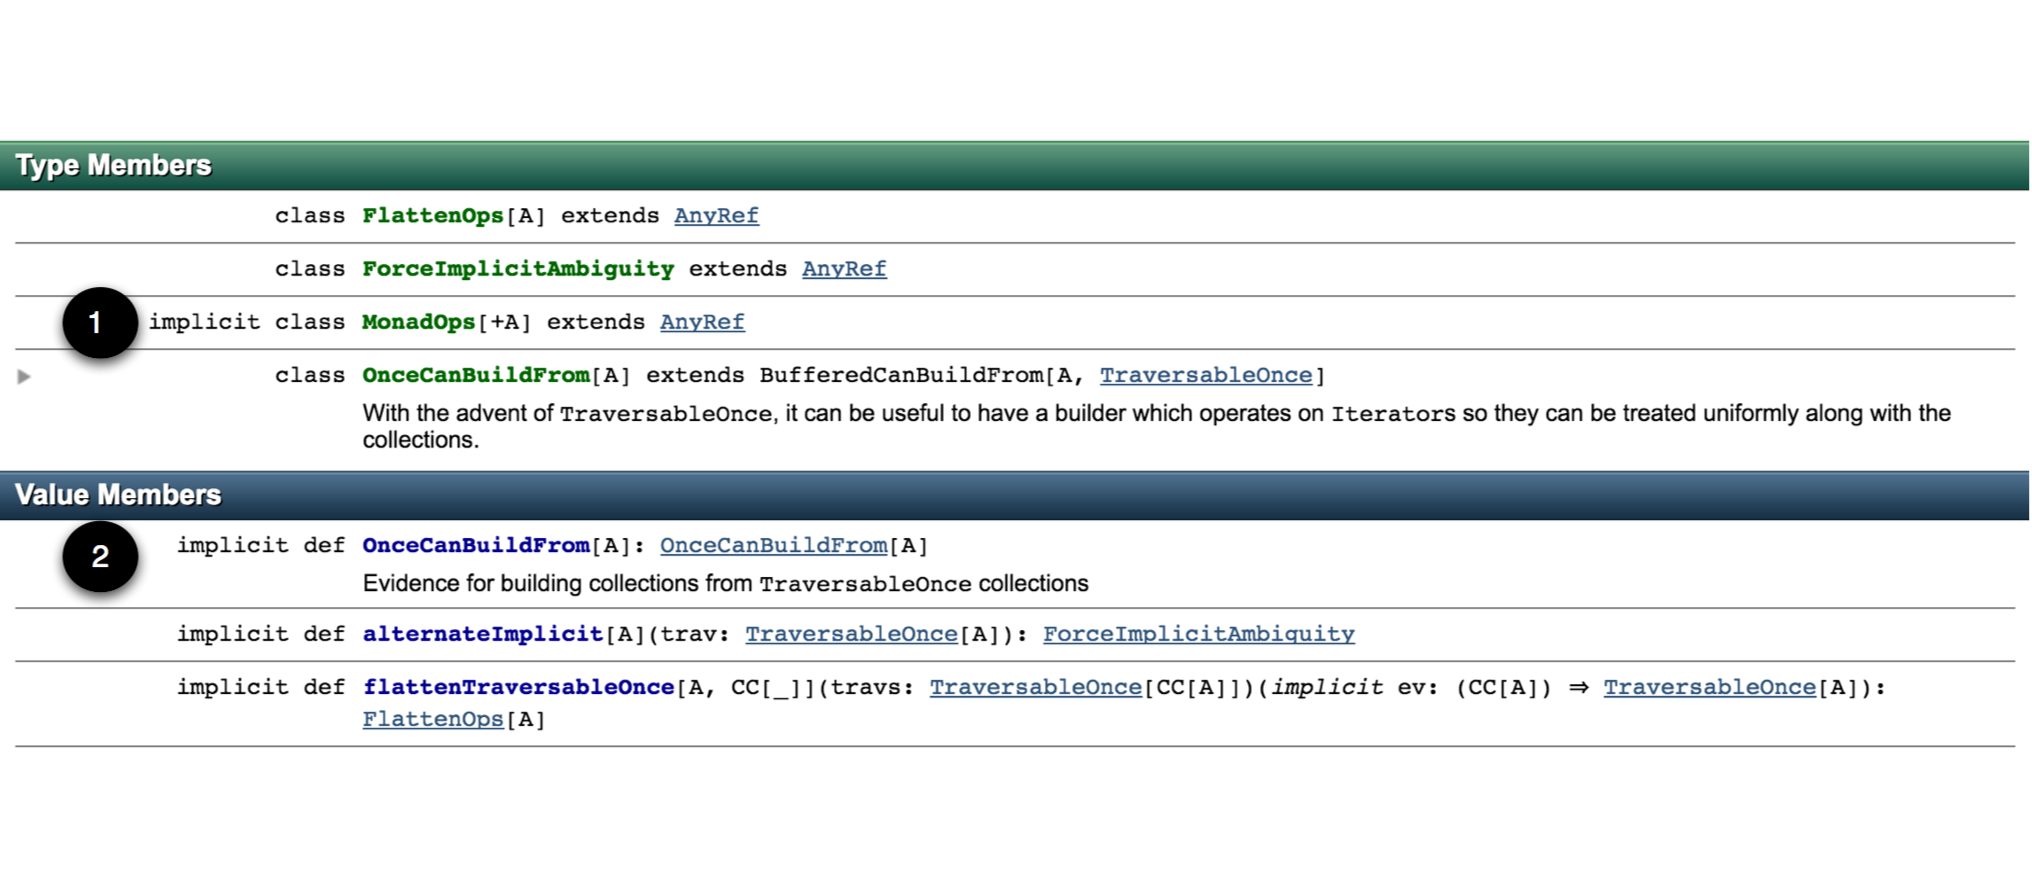 Type Members
class FlattenOps[A] extends AnyRef
class ForceImplicitAmbiguity extends AnyRef
1 implicit class MonadOps[+A] extends AnyRef
class OnceCanBuildFrom[A] extends BufferedCanBuildFrom[A, TraversableOnce]
With the advent of TraversableOnce, it can be useful to have a builder which operates on Iterators so they can be treated uniformly along with the
collections.
Value Members
2 implicit def OnceCanBuildFrom[A]: OnceCanBuildFrom[A]
Evidence for building collections from TraversableOnce collections
implicit def alternateImplicit[A](trav: TraversableOnce[A]): ForceImplicitAmbiguity
implicit def flattenTraversableOnce[A, CC[_]](travs: TraversableOnce[CC[A]])(implicit ev: (CC[A]) ⇒ TraversableOnce[A]):
FlattenOps[A]